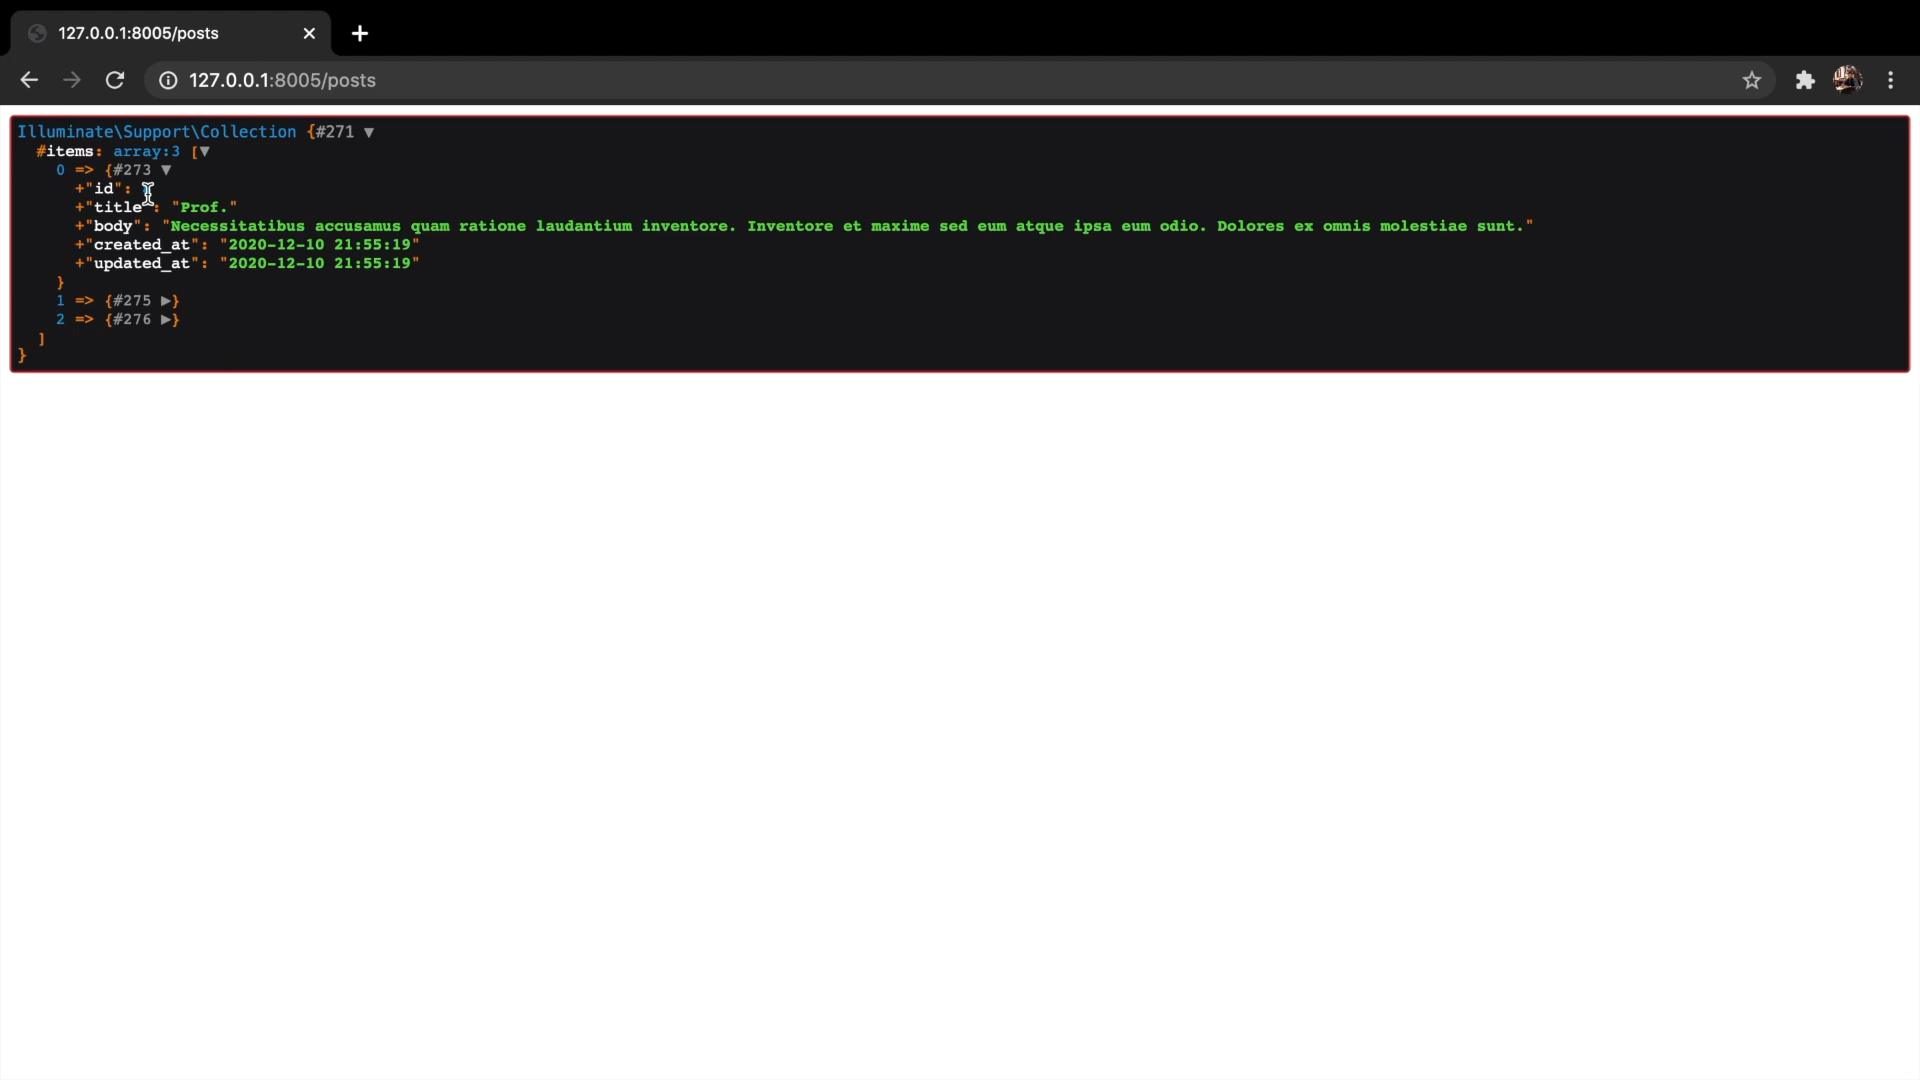 127.0.0.1:8005/posts
127.0.0.1:8005/posts
Illuminate\Support\Collection {#271 ▼
#items: array:3 [▼
0 => {#273 ▼
+"id":
+"title": "Prof."
+"body": "Necessitatibus accusamus quam ratione laudantium inventore. Inventore et maxime sed eum atque ipsa eum odio. Dolores ex omnis molestiae sunt."
+"created_at": "2020-12-10 21:55:19"
+"updated_at": "2020-12-10 21:55:19"
}
1 => {#275 ▶}
2 => {#276 ▶}
]
}